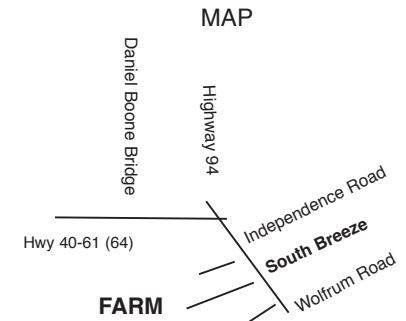 MAP
Daniel Boone Bridge
Highway 94
Independence Road
South Breeze
Hwy 40-61 (64)
Wolfrum Road
FARM